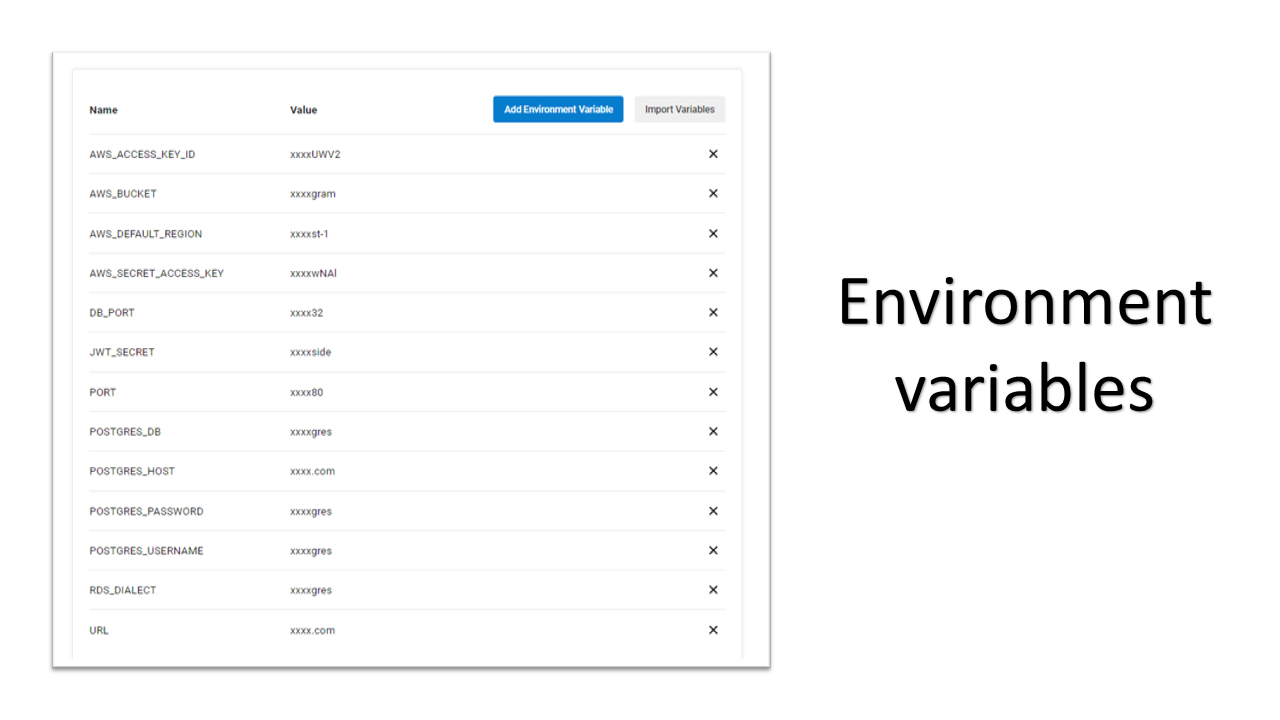 Name Value Add Environment Variable Import Variables
AWS_ACCESS_KEY_ID xxxxUWV2
AWS_BUCKET xxxxgram
AWS_DEFAULT_REGION xxxxst-1
AWS_SECRET_ACCESS_KEY xxxxwNAl
DB_PORT xxxx32
JWT_SECRET xxxxside
PORT xxxx80
POSTGRES_DB xxxxgres
POSTGRES_HOST xxxx.com
POSTGRES_PASSWORD xxxxgres
POSTGRES_USERNAME xxxxgres
RDS_DIALECT xxxxgres
URL xxxx.com
Environment
variables